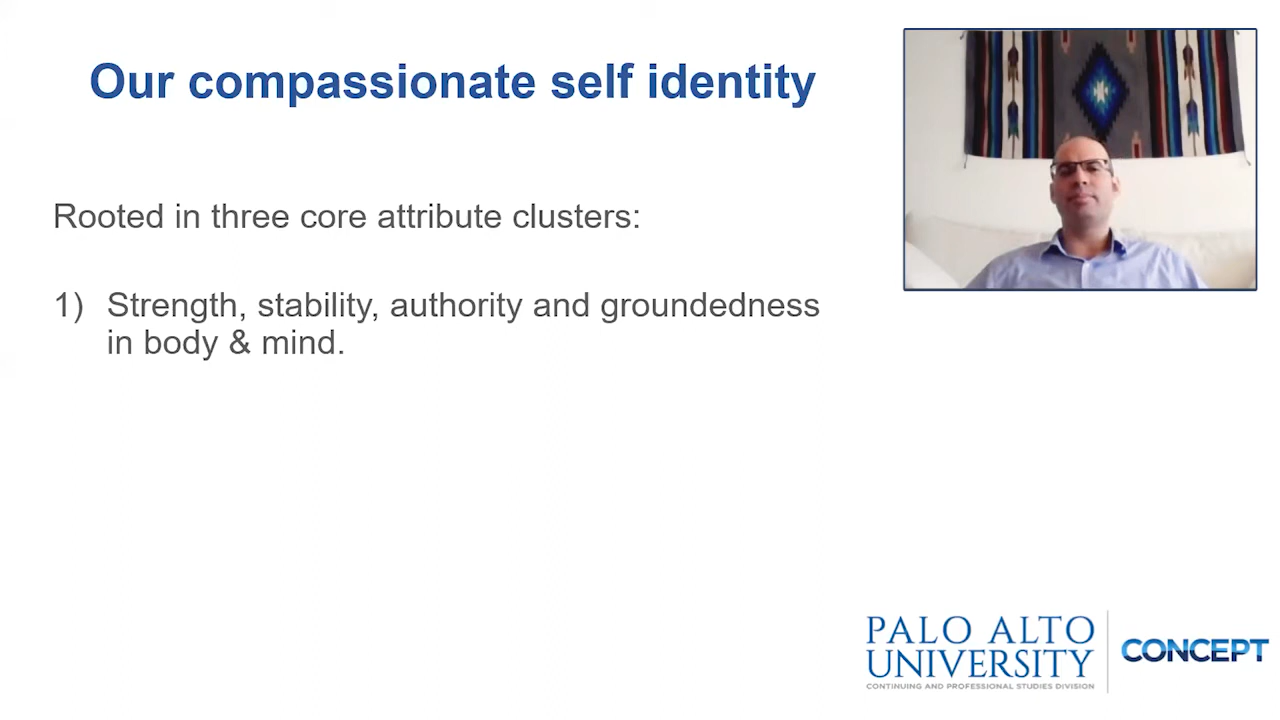 Our compassionate self identity
Rooted in three core attribute clusters:
1) Strength, stability, authority and groundedness
in body & mind.
PALO ALTO
UNIVERSITY
CONTINUING AND PROFESSIONAL STUDIES DIVISION
CONCEPT